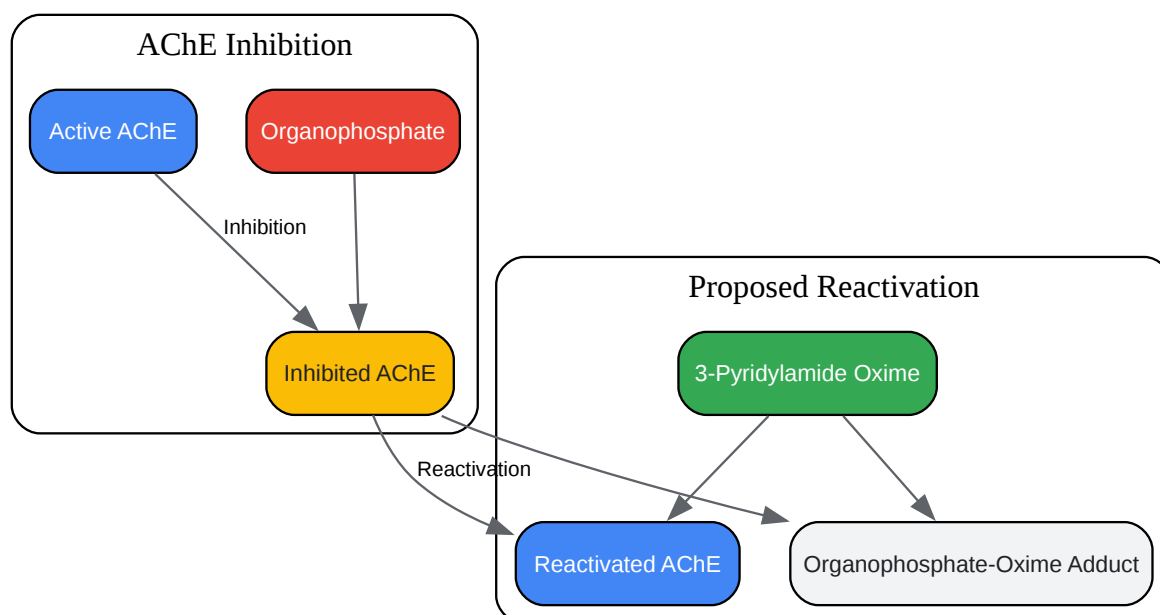 AChE Inhibition
Active AChE
Organophosphate
Inhibition
Proposed Reactivation
Inhibited AChE
3-Pyridylamide Oxime
Reactivation
Reactivated AChE
Organophosphate-Oxime Adduct